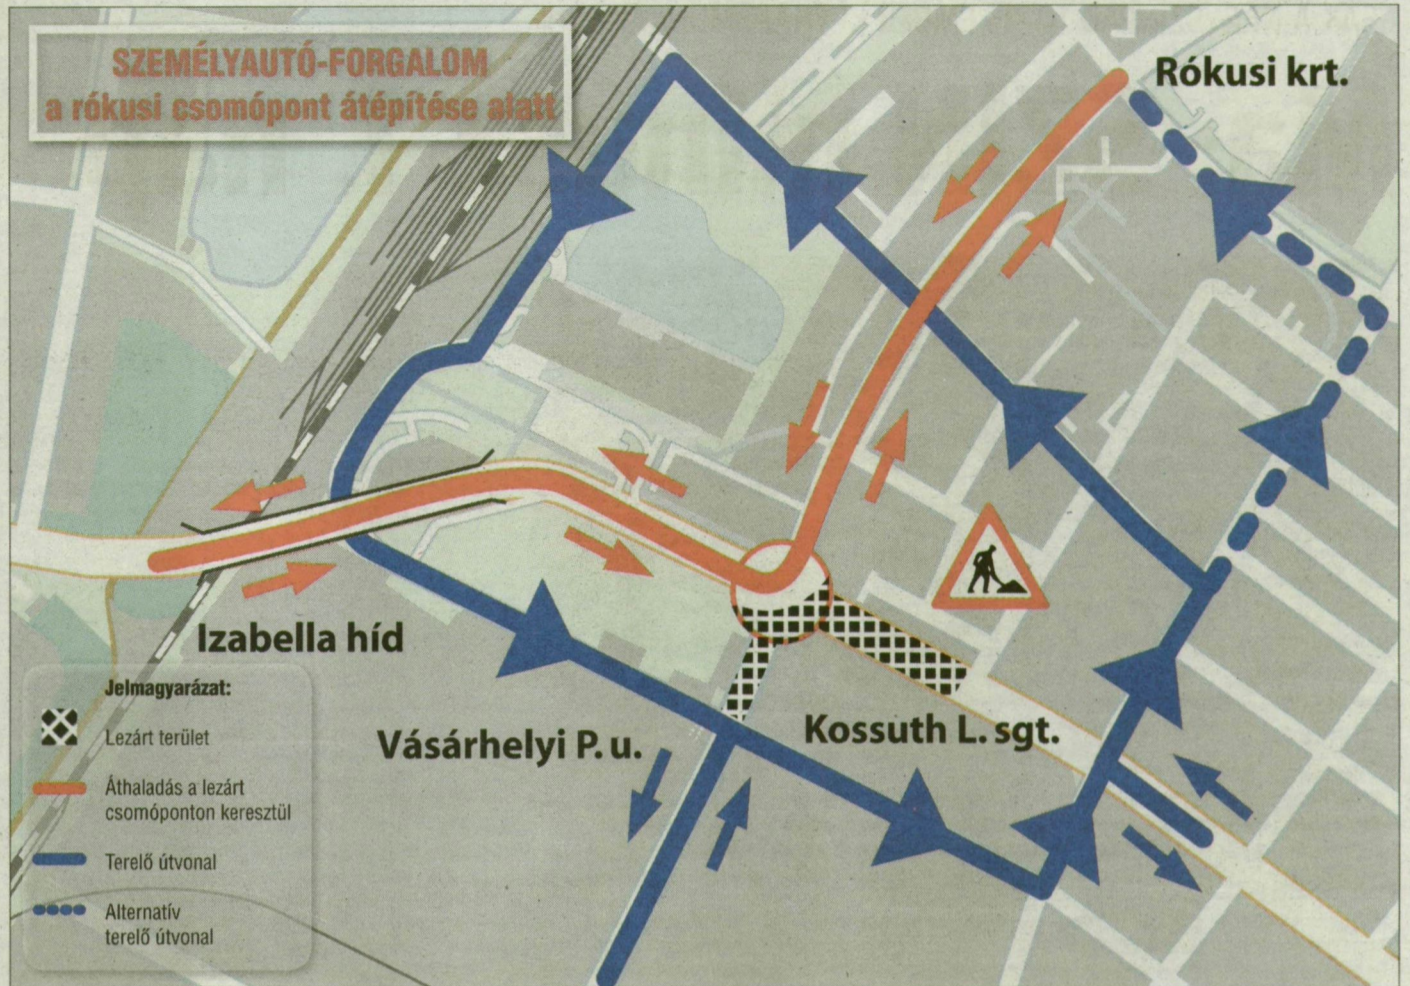 SZEMÉLYAUTÓ-FORGALOM
a rókusi csomópont átépítése alatt
Rókusi krt.
Izabella híd
Vásárhelyi P. u.
Kossuth L. sgt.
Jelmagyarázat:
Lezárt terület
Áthaladás a lezárt
csomóponton keresztül
Terelő útvonal
Alternatív
terelő útvonal